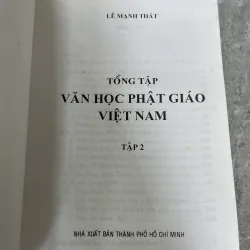 LÊ MẠNH THÁT
TỔNG TẬP
VĂN HỌC PHẬT GIÁO
VIỆT NAM
TẬP 2
NHÀ XUẤT BẢN THÀNH PHỐ HỒ CHÍ MINH